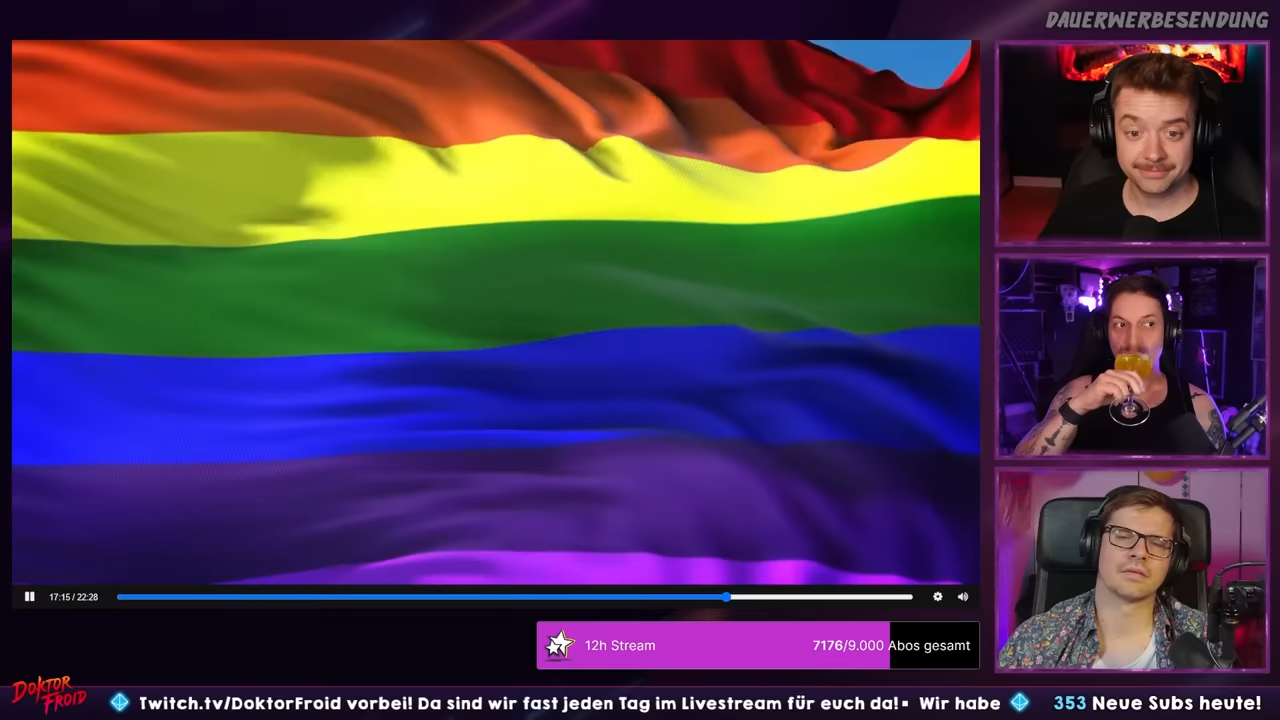 DAUERWERBESENDUNG
17:15 / 22:28
12h Stream 7176/9.000 Abos gesamt
DOKTOR FROID
Twitch.tv/DoktorFroid vorbei! Da sind wir fast jeden Tag im Livestream für euch da! Wir habe 353 Neue Subs heute!